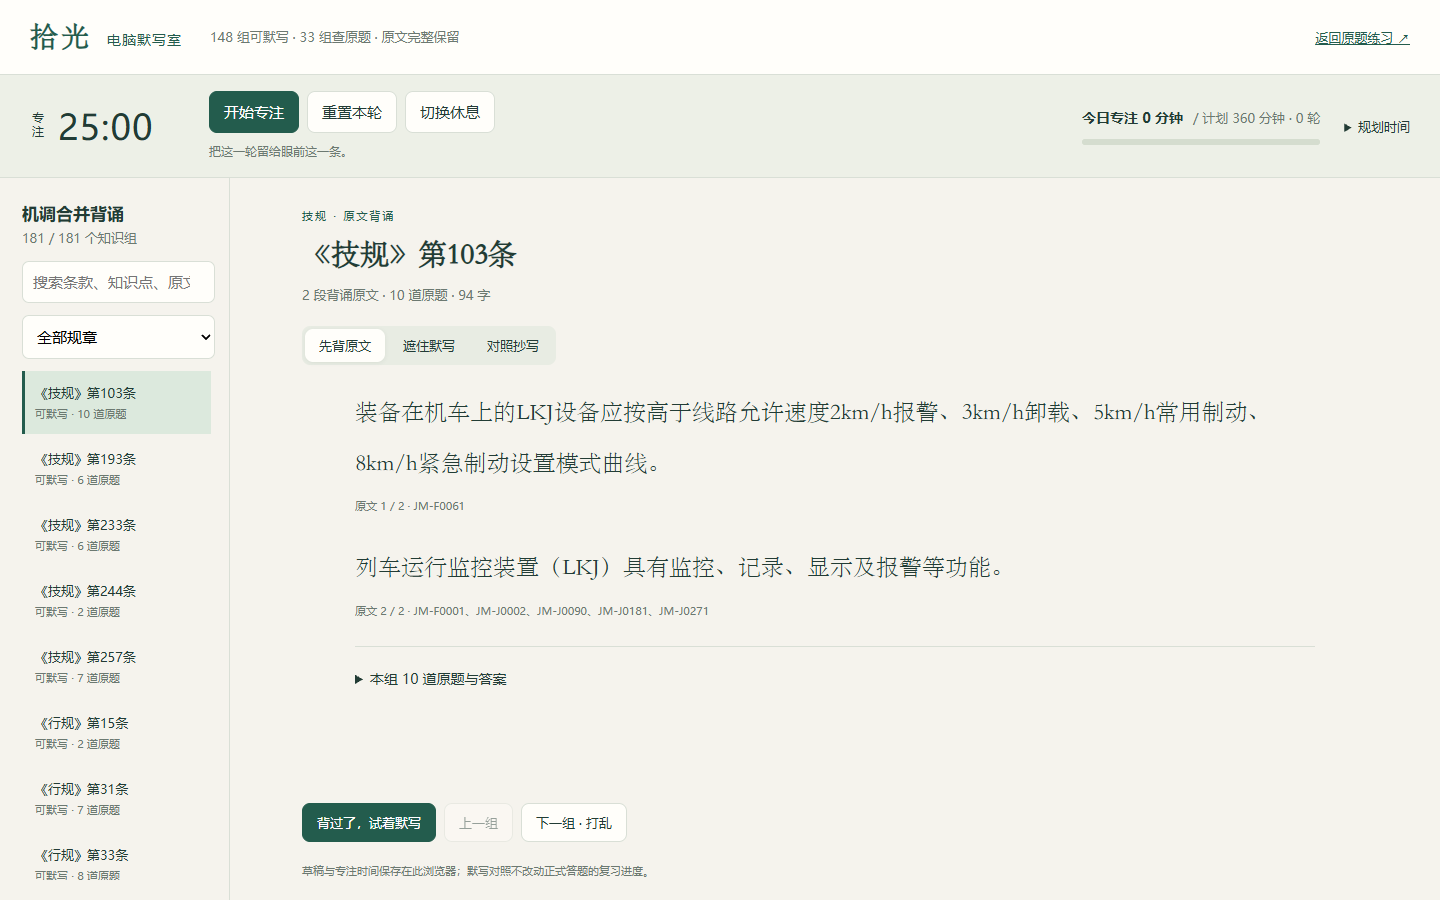 拾光 电脑默写室 148 组可默写 · 33 组查原题 · 原文完整保留 返回原题练习 ↗
专注 25:00 开始专注 重置本轮 切换休息
把这一轮留给眼前这一条。
今日专注 0 分钟 / 计划 360 分钟 · 0 轮 ▶ 规划时间
机调合并背诵
181 / 181 个知识组
搜索条款、知识点、原文
全部规章
《技规》第103条
可默写 · 10 道原题
《技规》第193条
可默写 · 6 道原题
《技规》第233条
可默写 · 6 道原题
《技规》第244条
可默写 · 2 道原题
《技规》第257条
可默写 · 7 道原题
《行规》第15条
可默写 · 2 道原题
《行规》第31条
可默写 · 7 道原题
《行规》第33条
可默写 · 8 道原题
技规 · 原文背诵
《技规》第103条
2 段背诵原文 · 10 道原题 · 94 字
先背原文 遮住默写 对照抄写
装备在机车上的LKJ设备应按高于线路允许速度2km/h报警、3km/h卸载、5km/h常用制动、
8km/h紧急制动设置模式曲线。
原文 1 / 2 · JM-F0061
列车运行监控装置（LKJ）具有监控、记录、显示及报警等功能。
原文 2 / 2 · JM-F0001、JM-J0002、JM-J0090、JM-J0181、JM-J0271
▶ 本组 10 道原题与答案
背过了，试着默写 上一组 下一组 · 打乱
草稿与专注时间保存在此浏览器；默写对照不改动正式答题的复习进度。